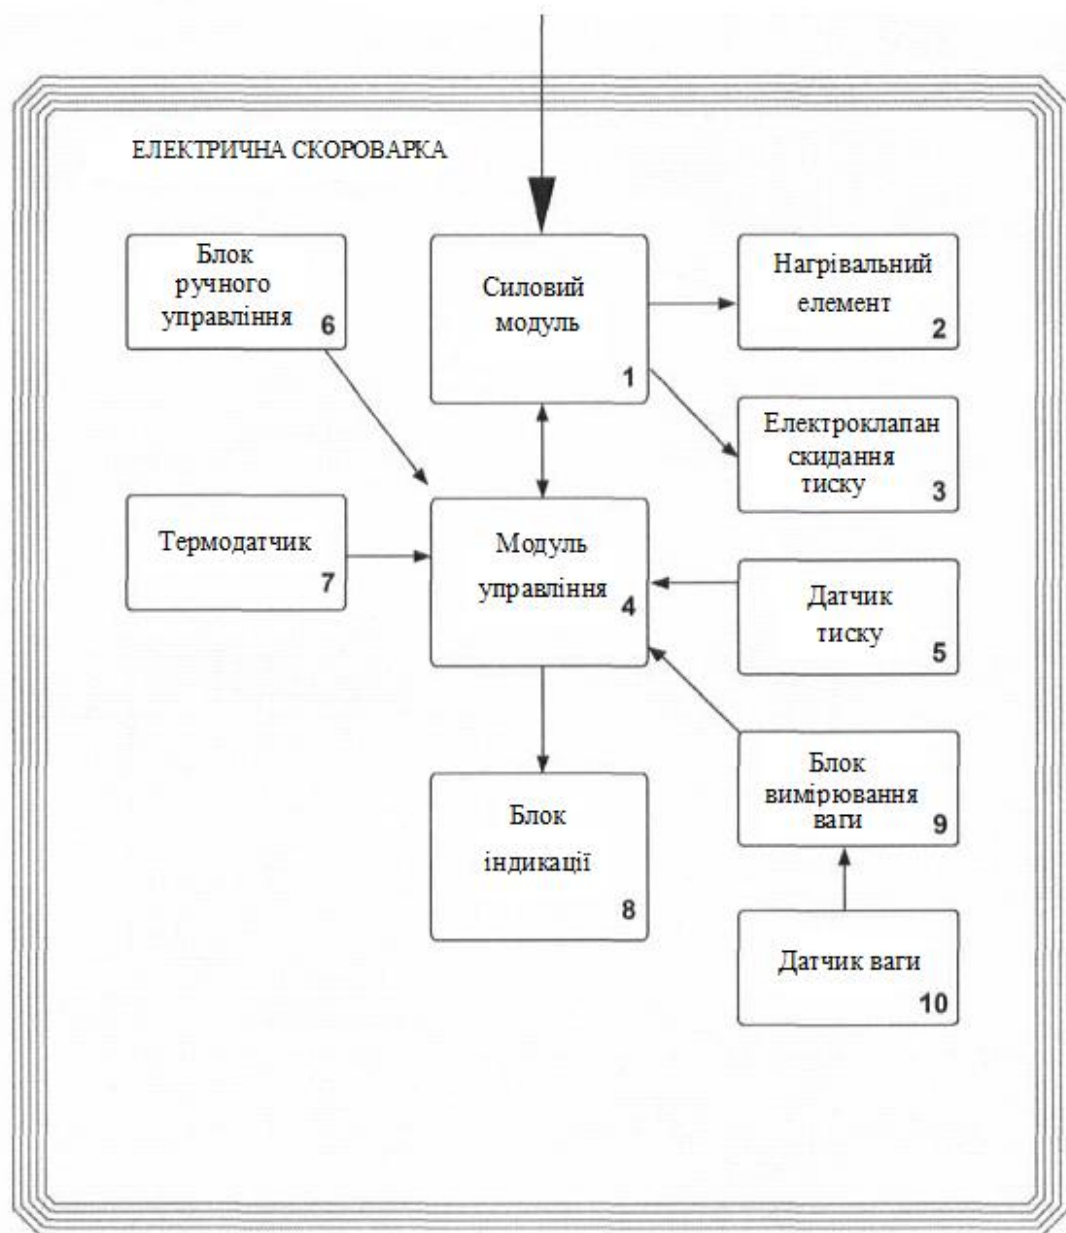 ЕЛЕКТРИЧНА СКОРОВАРКА
Блок
ручного
управління
6
Силовий
модуль
1
Нагрівальний
елемент
2
Електроклапан
скидання
тиску
3
Термодатчик
7
Модуль
управління
4
Датчик
тиску
5
Блок
вимірювання
ваги
9
Блок
індикації
8
Датчик ваги
10